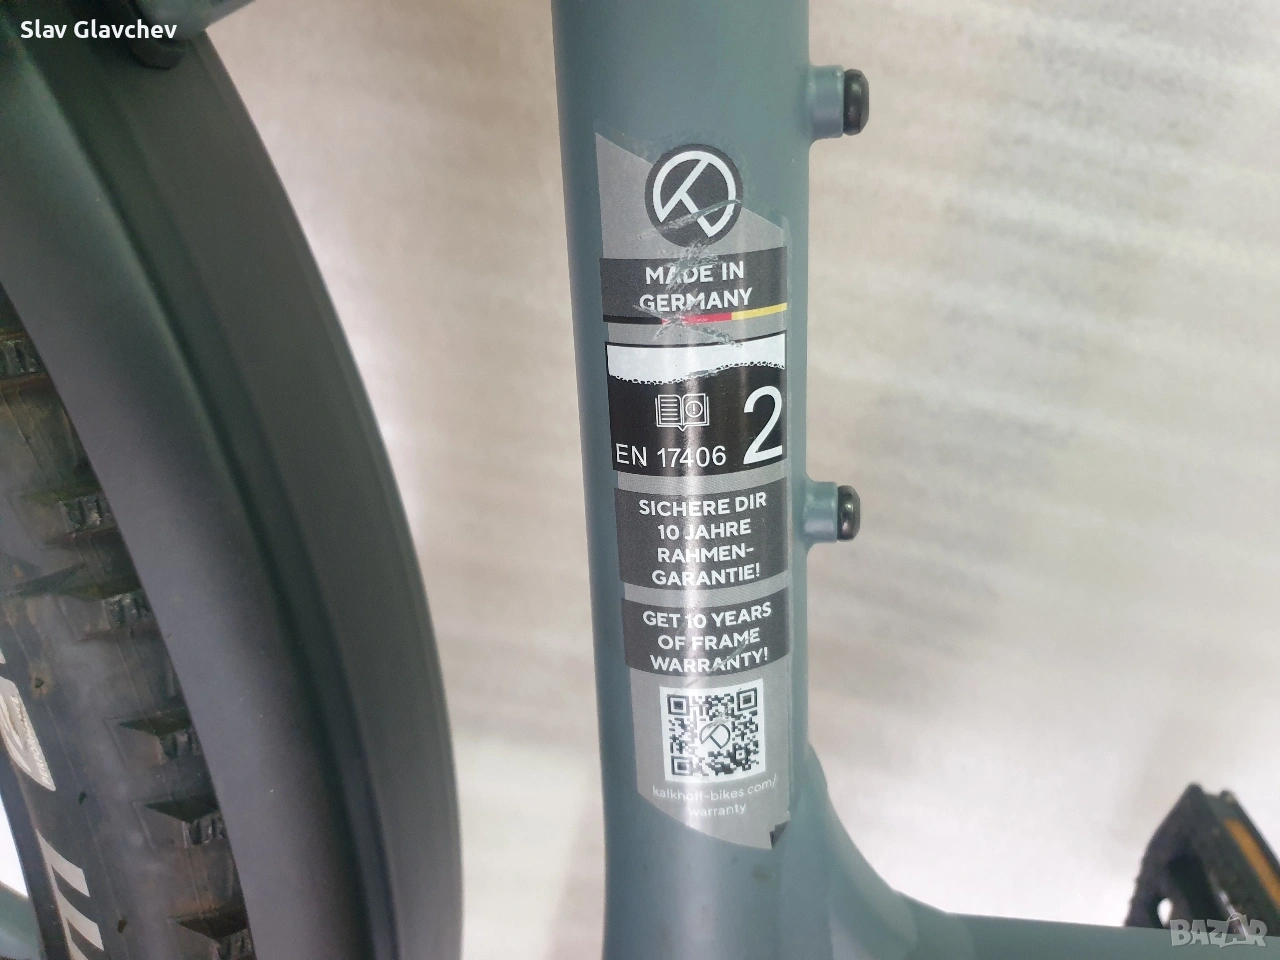 Slav Glavchev
MADE IN
GERMANY
EN 17406 2
SICHERE DIR
10 JAHRE
RAHMEN-
GARANTIE!
GET 10 YEARS
OF FRAME
WARRANTY!
kalkhoff-bikes.com/
warranty
BAZAR